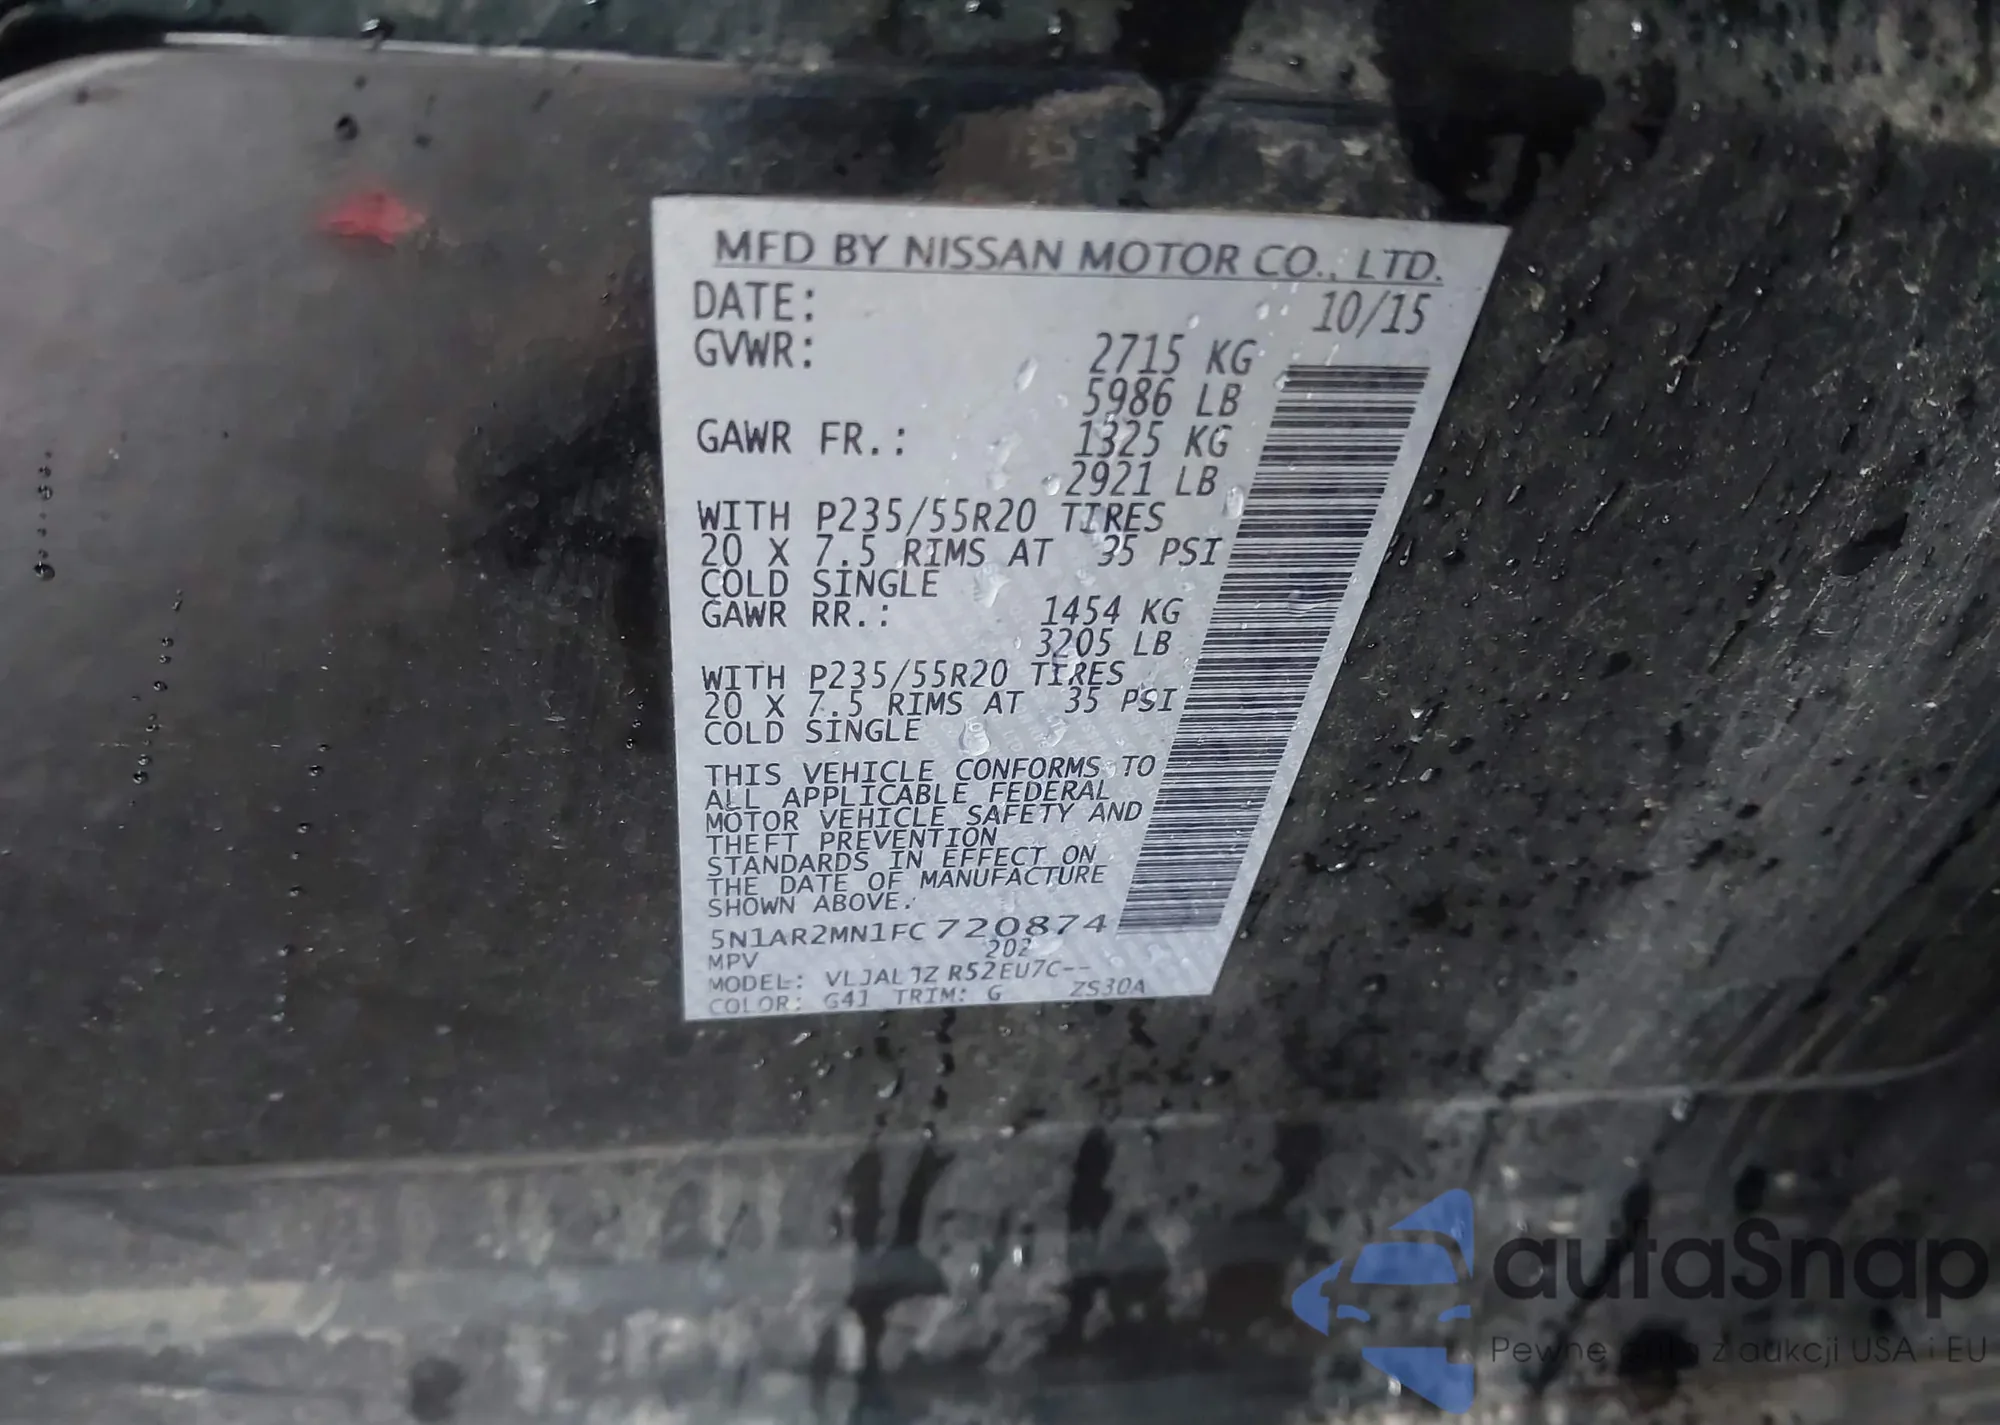 MFD BY NISSAN MOTOR CO., LTD.
DATE: 10/15
GVWR: 2715 KG
5986 LB
GAWR FR.: 1325 KG
2921 LB
WITH P235/55R20 TIRES
20 X 7.5 RIMS AT 35 PSI
COLD SINGLE
GAWR RR.: 1454 KG
3205 LB
WITH P235/55R20 TIRES
20 X 7.5 RIMS AT 35 PSI
COLD SINGLE
THIS VEHICLE CONFORMS TO
ALL APPLICABLE FEDERAL
MOTOR VEHICLE SAFETY AND
THEFT PREVENTION
STANDARDS IN EFFECT ON
THE DATE OF MANUFACTURE
SHOWN ABOVE.
5N1AR2MN1FC720874
MPV
MODEL: R52EU7C--
COLOR: G41 TRIM: G ZS30A
autaSnap
Pewne auta z aukcji USA i EU